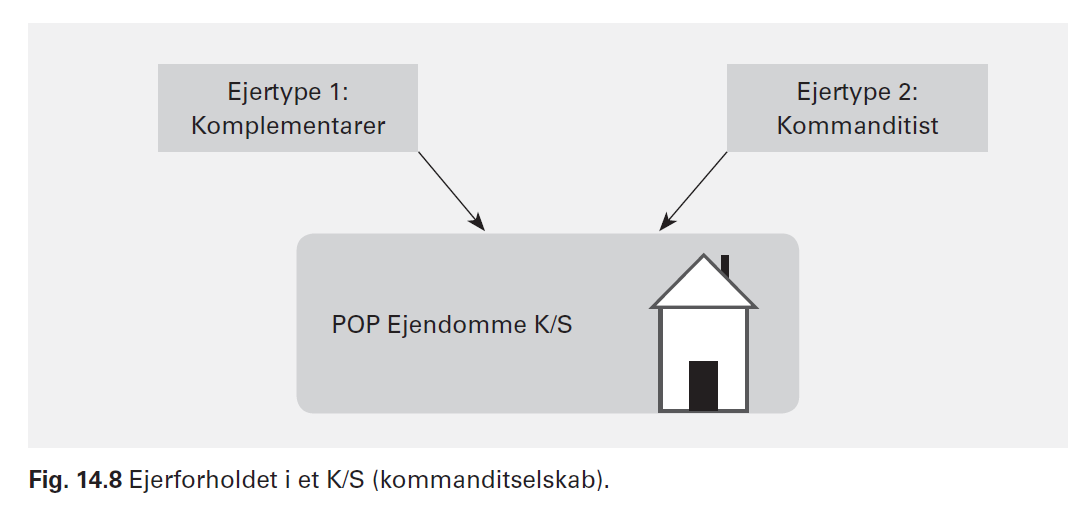 Ejertype 1:
Komplementarer
Ejertype 2:
Kommanditist
POP Ejendomme K/S
Fig. 14.8 Ejerforholdet i et K/S (kommanditselskab).